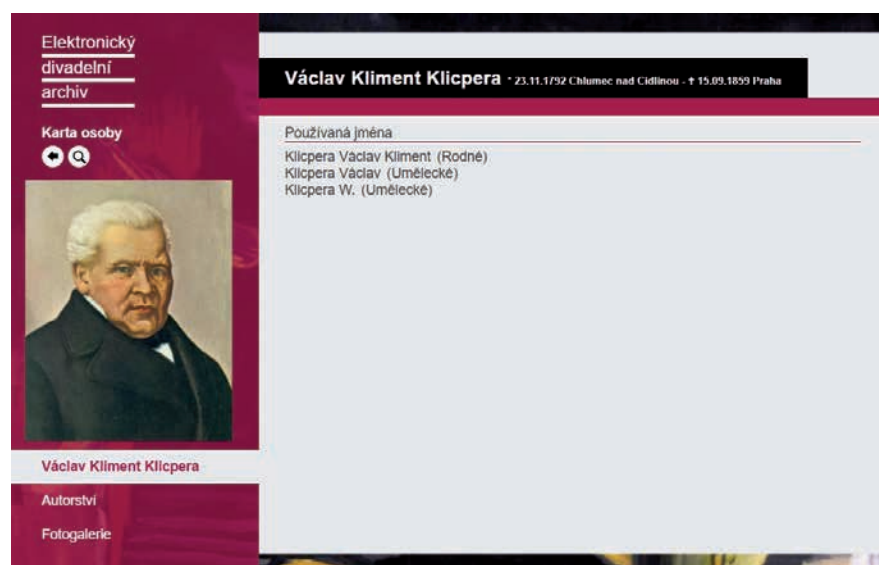 Elektronický
divadelní
archiv
Karta osoby
Václav Kliment Klicpera
Autorství
Fotogalerie
Václav Kliment Klicpera * 23.11.1792 Chlumec nad Cidlinou - † 15.09.1859 Praha
Používaná jména
Klicpera Václav Kliment (Rodné)
Klicpera Václav (Umělecké)
Klicpera W. (Umělecké)